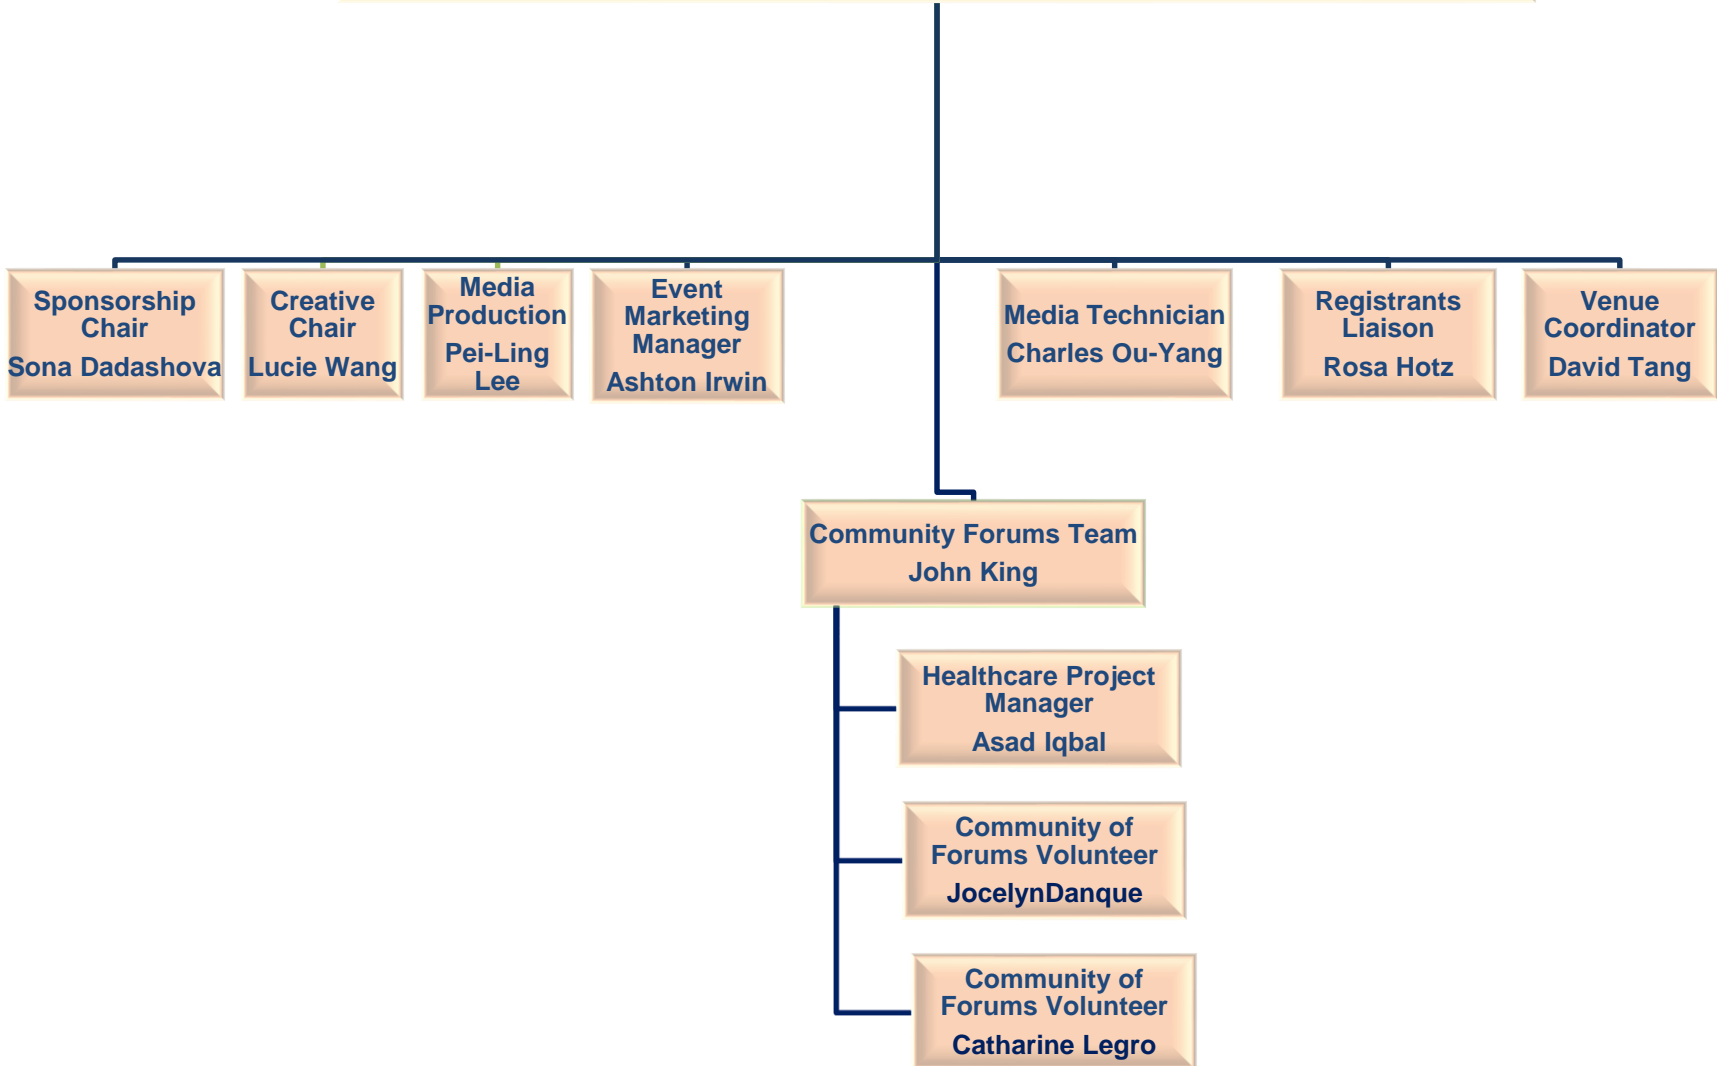 Sponsorship
Chair
Sona Dadashova
Creative
Chair
Lucie Wang
Media
Production
Pei-Ling
Lee
Event
Marketing
Manager
Ashton Irwin
Media Technician
Charles Ou-Yang
Registrants
Liaison
Rosa Hotz
Venue
Coordinator
David Tang
Community Forums Team
John King
Healthcare Project
Manager
Asad Iqbal
Community of
Forums Volunteer
JocelynDanque
Community of
Forums Volunteer
Catharine Legro